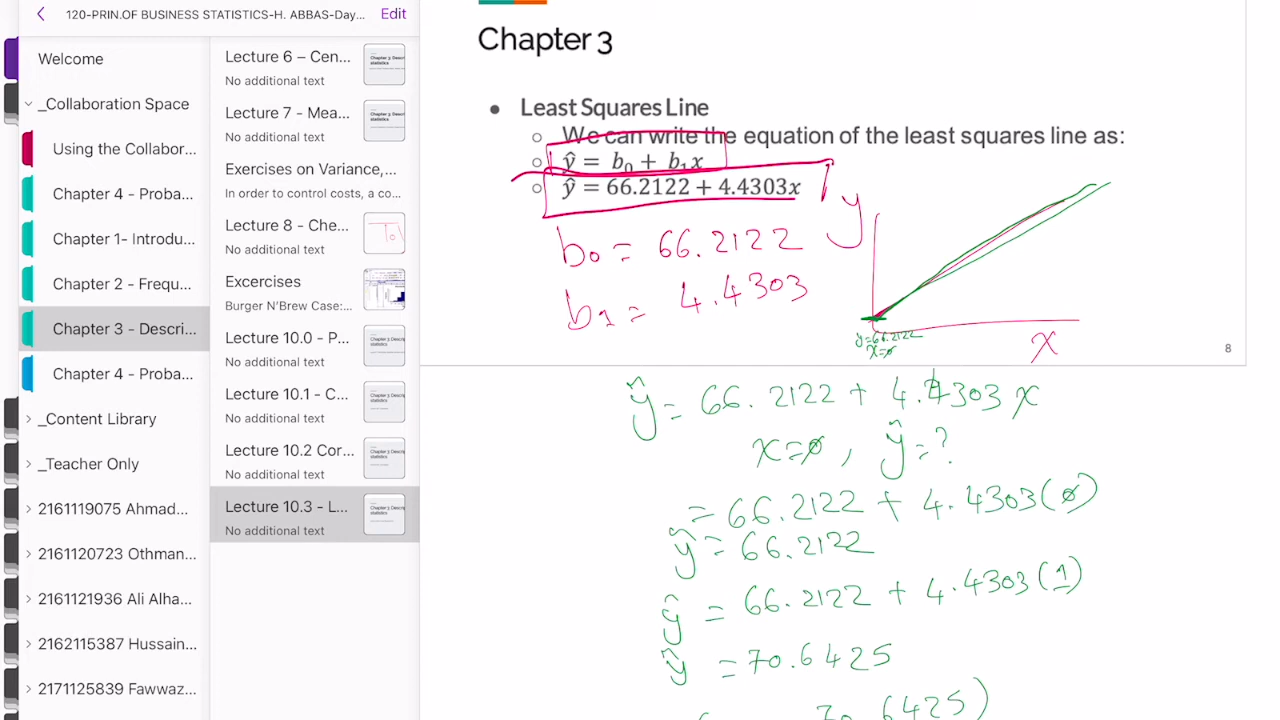 120-PRIN.OF BUSINESS STATISTICS-H. ABBAS-Day...
Edit
Welcome
_Collaboration Space
Using the Collabor...
Chapter 4 - Proba...
Chapter 1- Introdu...
Chapter 2 - Frequ...
Chapter 3 - Descri...
Chapter 4 - Proba...
_Content Library
_Teacher Only
2161119075 Ahmad...
2161120723 Othman...
2161121936 Ali Alha...
2162115387 Hussain...
2171125839 Fawwaz...
Lecture 6 – Cen...
No additional text
Lecture 7 - Mea...
No additional text
Exercises on Variance,...
In order to control costs, a co...
Lecture 8 - Che...
No additional text
Excercises
Burger N'Brew Case:...
Lecture 10.0 - P...
No additional text
Lecture 10.1 - C...
No additional text
Lecture 10.2 Cor...
No additional text
Lecture 10.3 - L...
No additional text
Chapter 3
• Least Squares Line
○ We can write the equation of the least squares line as:
○ ŷ = b₀ + b₁x
○ ŷ = 66.2122 + 4.4303x
b₀ = 66.2122
b₁ = 4.4303
y
y=66.2122
x=0
x
8
ŷ = 66.2122 + 4.4303 x
x=0, ŷ=?
= 66.2122 + 4.4303(0)
ŷ = 66.2122
ŷ = 66.2122 + 4.4303(1)
ŷ = 70.6425
70.6425)